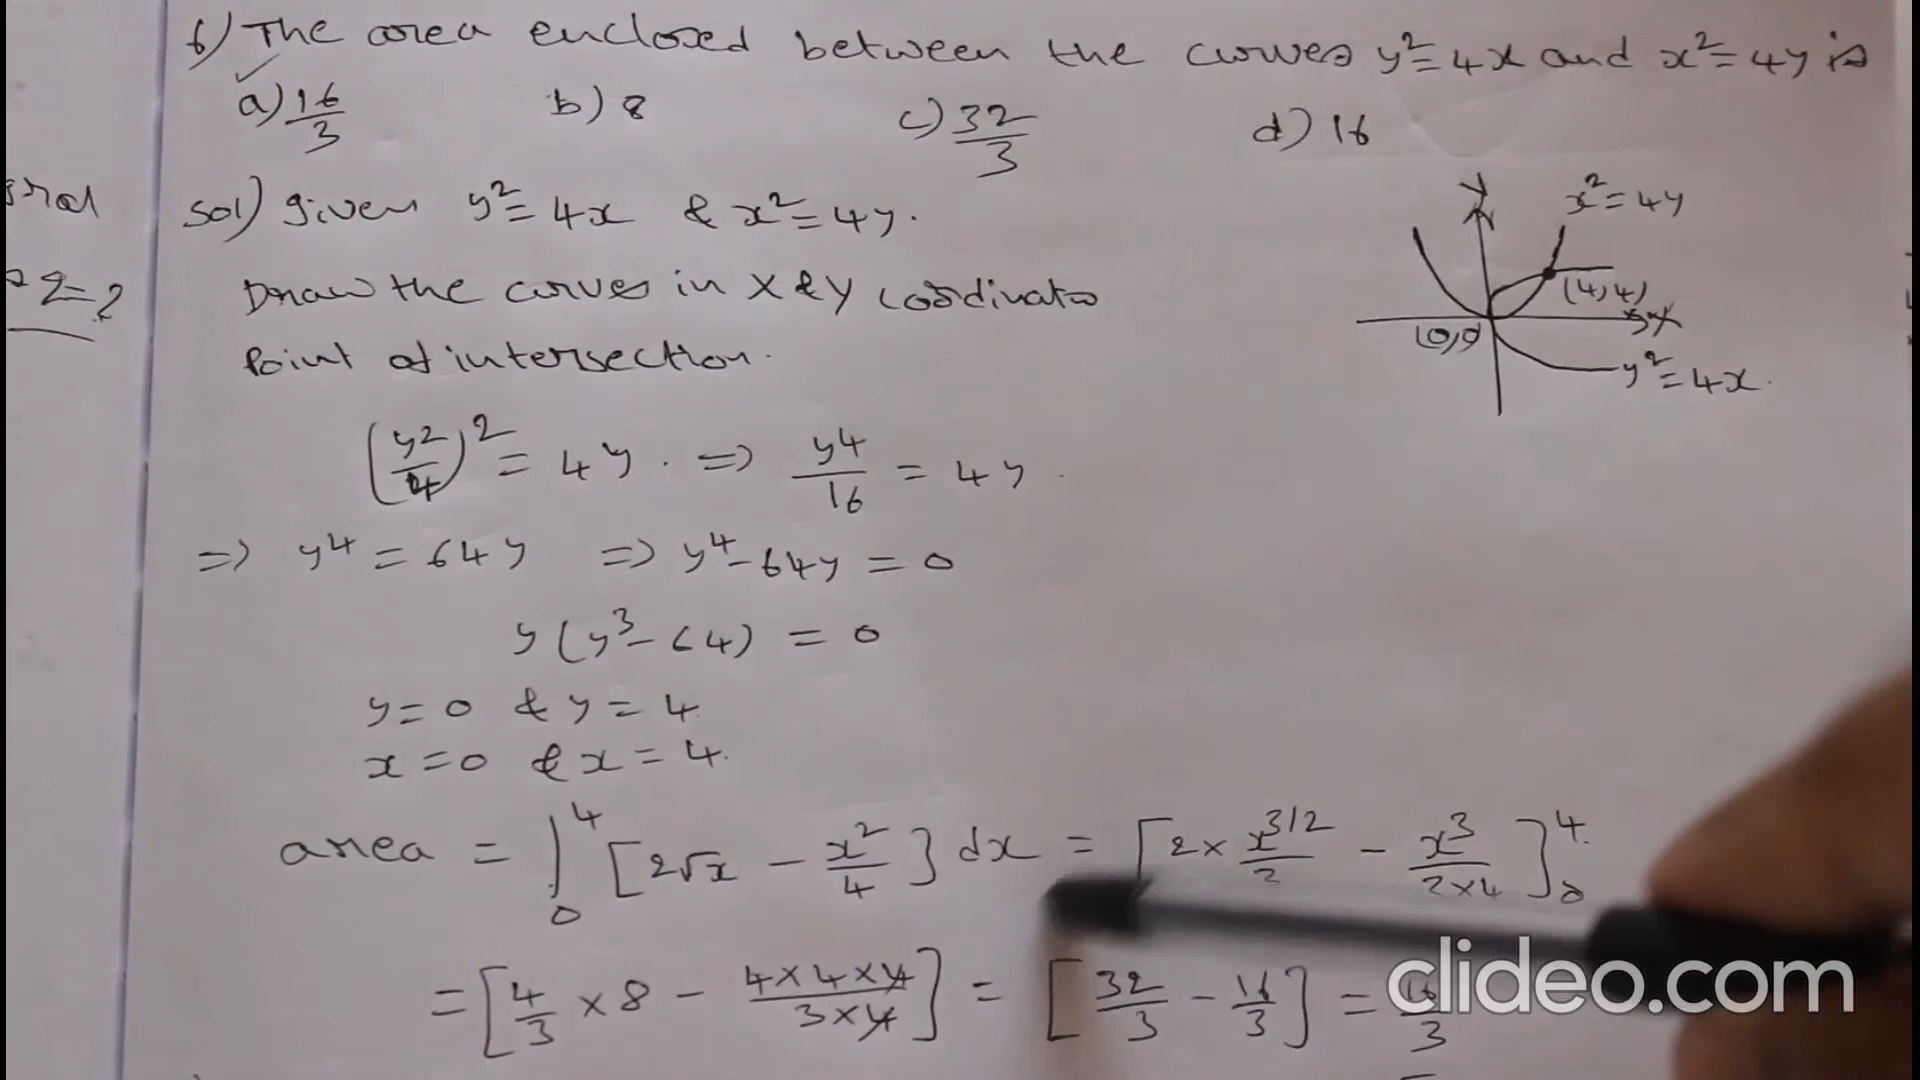 6) The area enclosed between the curves y²=4x and x²=4y is
a) 16/3 b) 8 c) 32/3 d) 16
Sol) Given y²=4x & x²=4y.
Draw the curves in X & Y coordinates
Point of intersection.
x²=4y
(4,4)
(0,0)
y²=4x.
(y²/4)² = 4y. => y4/16 = 4y.
=> y4 = 64y => y⁴-64y = 0
y(y³-64) = 0
y=0 & y=4
x=0 & x=4.
area = ∫₀⁴ [2√x - x²/4] dx = [2× x^3/2 / - x³/ ×4]₀⁴
= [4/3 ×8 - 4×4×4/3×4] = [32/3 - 16/3] = 16/3
2=2
clideo.com